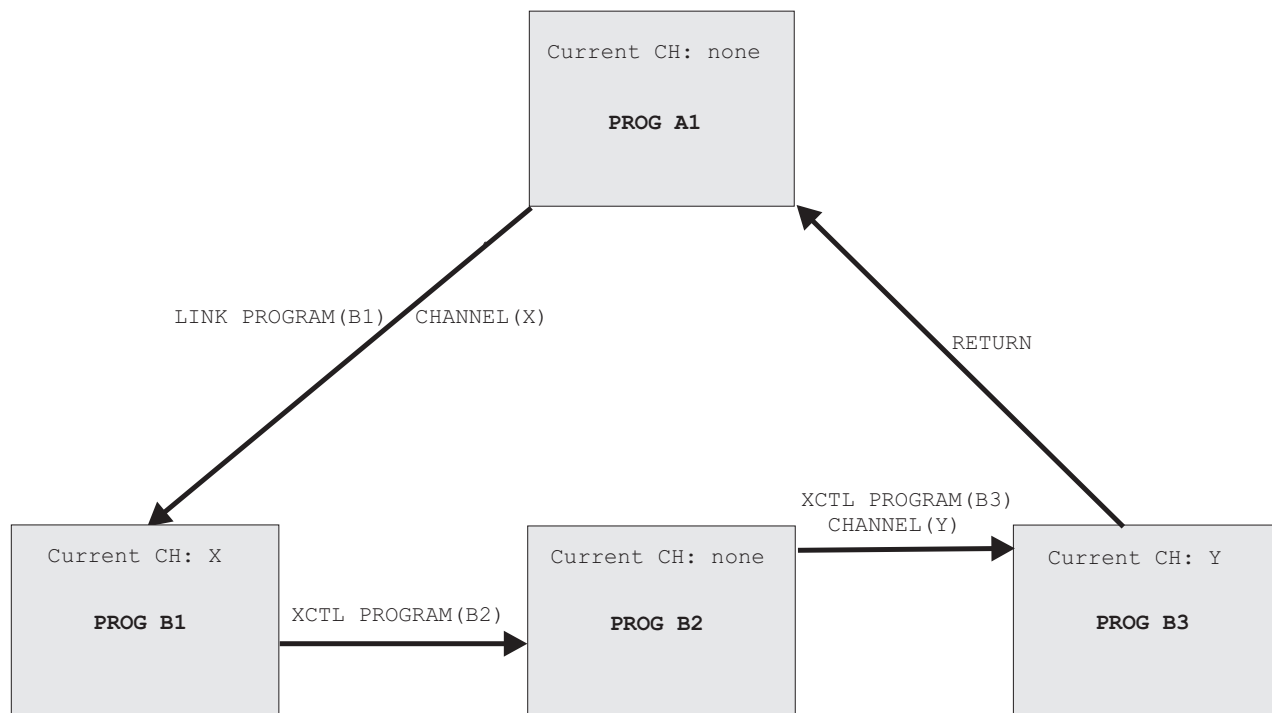 Current CH: none
PROG A1
LINK PROGRAM(B1) CHANNEL(X)
RETURN
XCTL PROGRAM(B3)
CHANNEL(Y)
Current CH: X
PROG B1
XCTL PROGRAM(B2)
Current CH: none
PROG B2
Current CH: Y
PROG B3